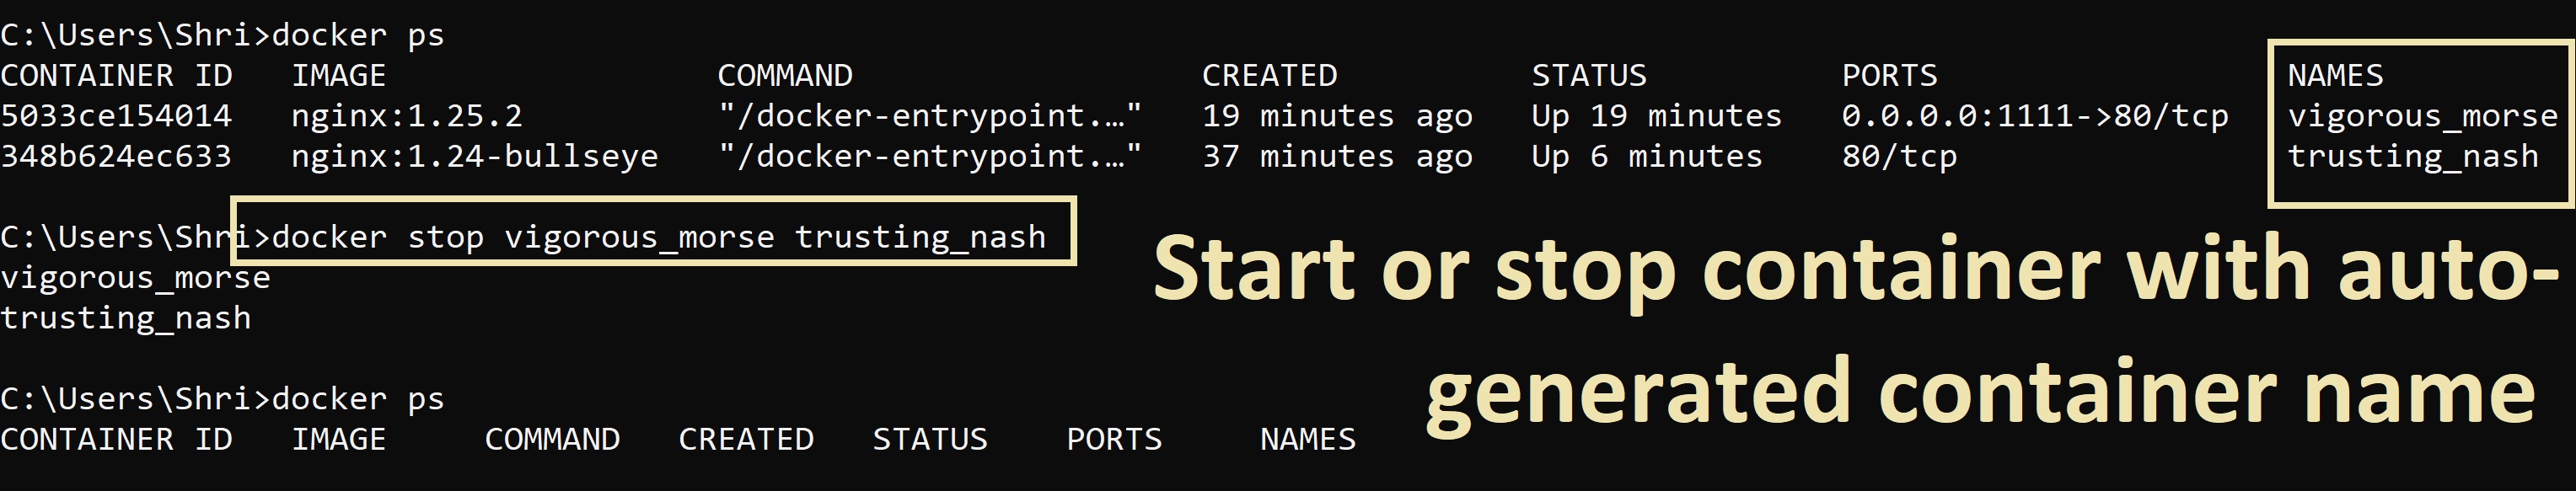 C:\Users\Shri>docker ps
CONTAINER ID   IMAGE                 COMMAND                  CREATED          STATUS          PORTS                  NAMES
5033ce154014   nginx:1.25.2          "/docker-entrypoint.…"   19 minutes ago   Up 19 minutes   0.0.0.0:1111->80/tcp   vigorous_morse
348b624ec633   nginx:1.24-bullseye   "/docker-entrypoint.…"   37 minutes ago   Up 6 minutes    80/tcp                 trusting_nash
C:\Users\Shri>docker stop vigorous_morse trusting_nash
vigorous_morse
trusting_nash
Start or stop container with auto-
generated container name
C:\Users\Shri>docker ps
CONTAINER ID   IMAGE     COMMAND   CREATED   STATUS    PORTS     NAMES